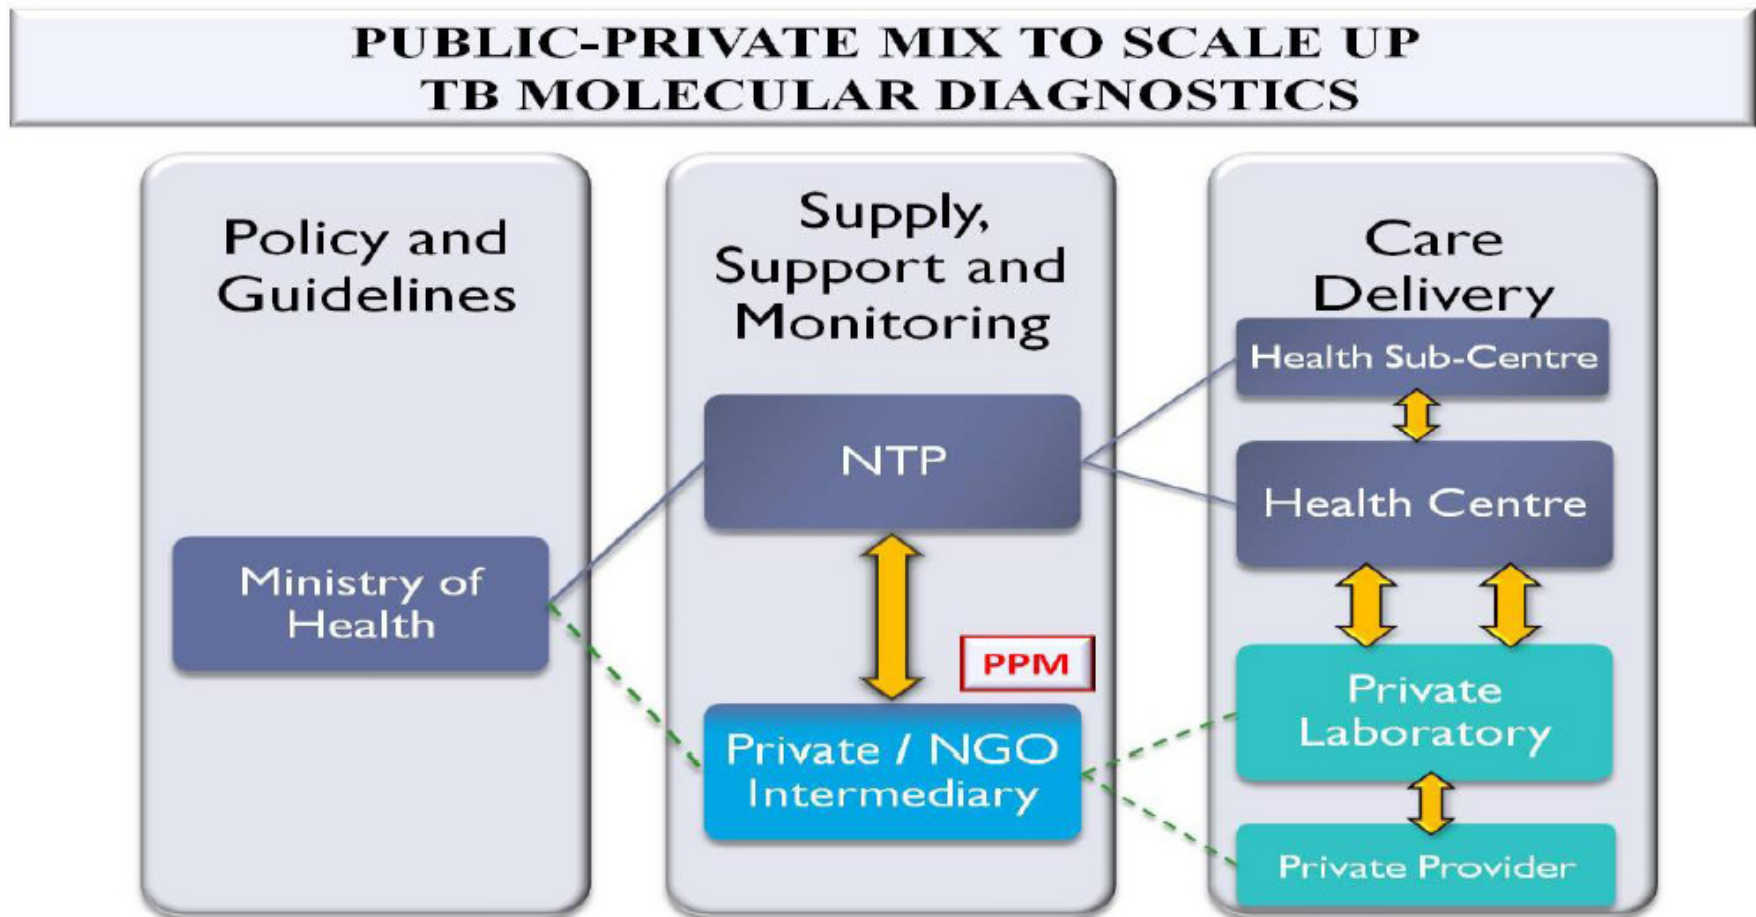 PUBLIC-PRIVATE MIX TO SCALE UP
TB MOLECULAR DIAGNOSTICS
Policy and
Guidelines
Ministry of
Health
Supply,
Support and
Monitoring
NTP
PPM
Private / NGO
Intermediary
Care
Delivery
Health Sub-Centre
Health Centre
Private
Laboratory
Private Provider